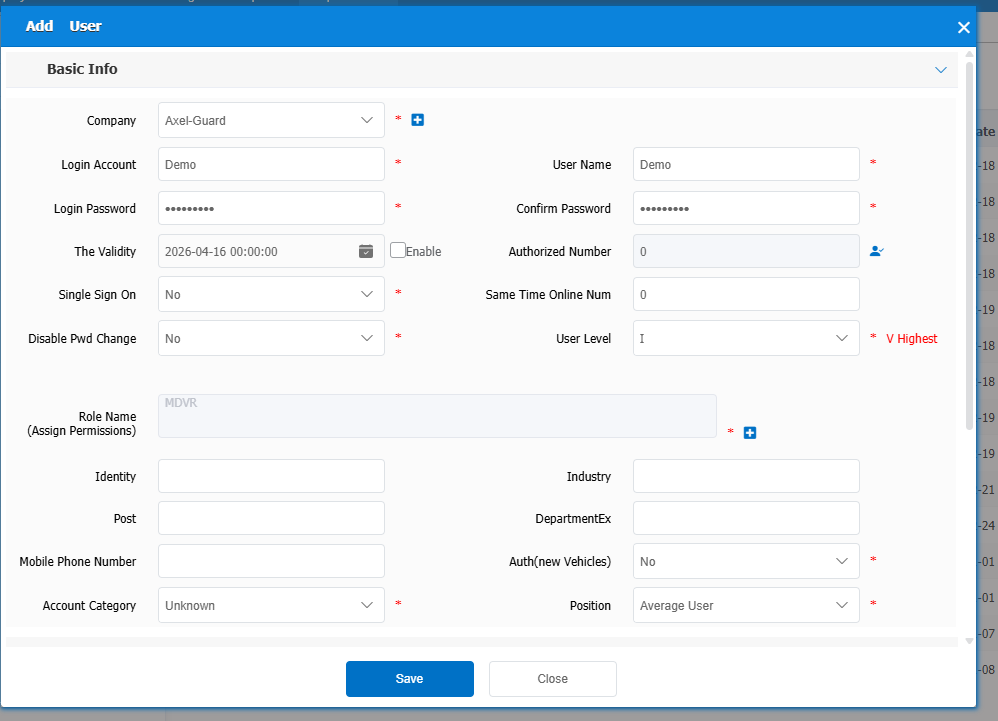 Add User
Basic Info
Company Axel-Guard *
Login Account Demo * User Name Demo *
Login Password ••••••••• * Confirm Password ••••••••• *
The Validity 2026-04-16 00:00:00 Enable Authorized Number 0
Single Sign On No * Same Time Online Num 0
Disable Pwd Change No * User Level I * V Highest
Role Name
(Assign Permissions) MDVR *
Identity Industry
Post DepartmentEx
Mobile Phone Number Auth(new Vehicles) No *
Account Category Unknown * Position Average User *
Save Close
ate
-18
-18
-18
-18
-19
-18
-18
-19
-19
-21
-24
-01
-01
-07
-08